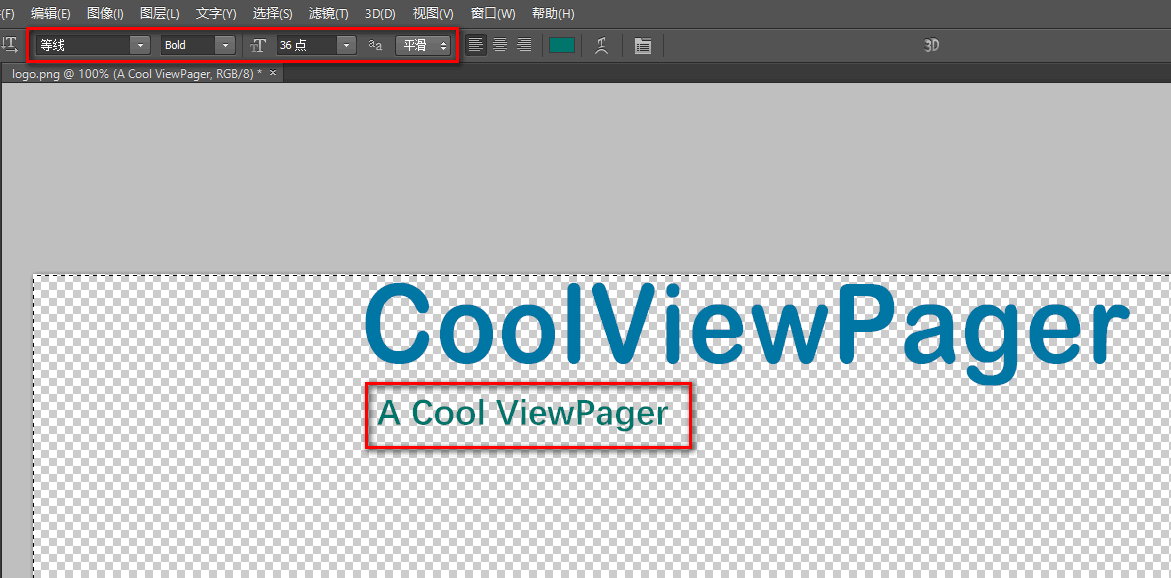 (F) 编辑(E) 图像(I) 图层(L) 文字(Y) 选择(S) 滤镜(T) 3D(D) 视图(V) 窗口(W) 帮助(H)
T 等线 Bold T 36 点 aa 平滑 3D
logo.png @ 100% (A Cool ViewPager, RGB/8) * ×
CoolViewPager
A Cool ViewPager